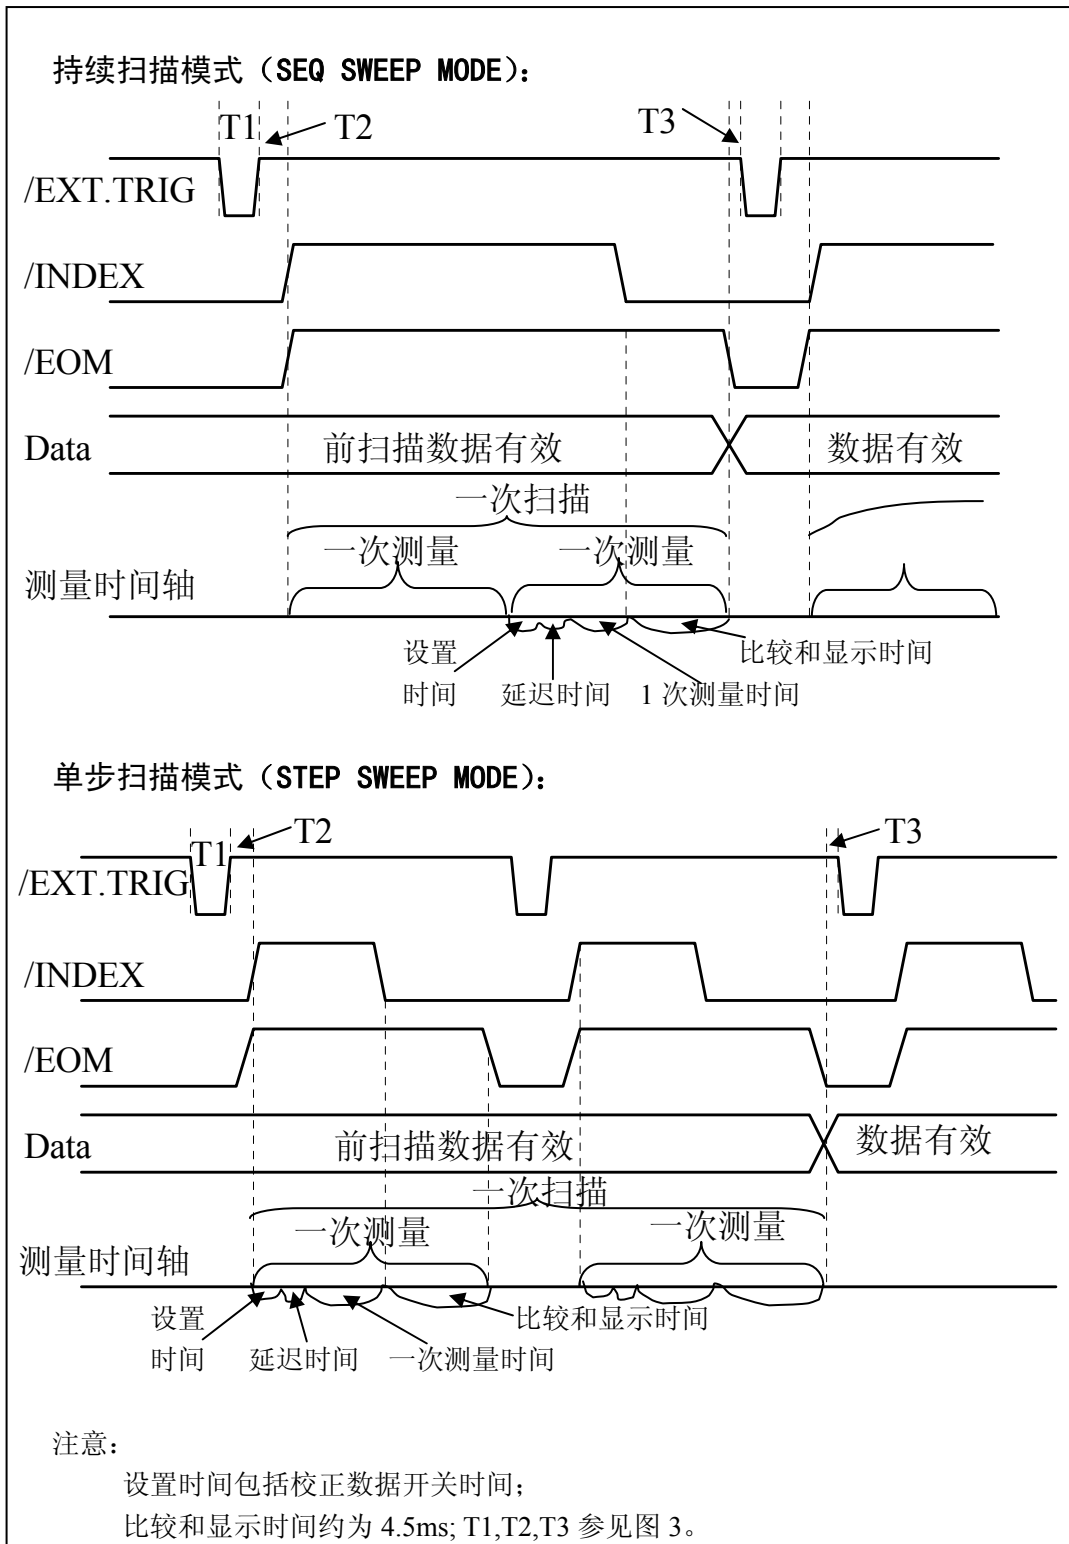 持续扫描模式（SEQ SWEEP MODE）:
T1
T2
T3
/EXT.TRIG
/INDEX
/EOM
Data
前扫描数据有效
数据有效
一次扫描
一次测量
一次测量
测量时间轴
设置
时间
延迟时间
1 次测量时间
比较和显示时间
单步扫描模式（STEP SWEEP MODE）:
T1
T2
T3
/EXT.TRIG
/INDEX
/EOM
Data
前扫描数据有效
数据有效
一次扫描
一次测量
一次测量
测量时间轴
设置
时间
延迟时间
一次测量时间
比较和显示时间
注意：
设置时间包括校正数据开关时间；
比较和显示时间约为 4.5ms; T1,T2,T3 参见图 3。